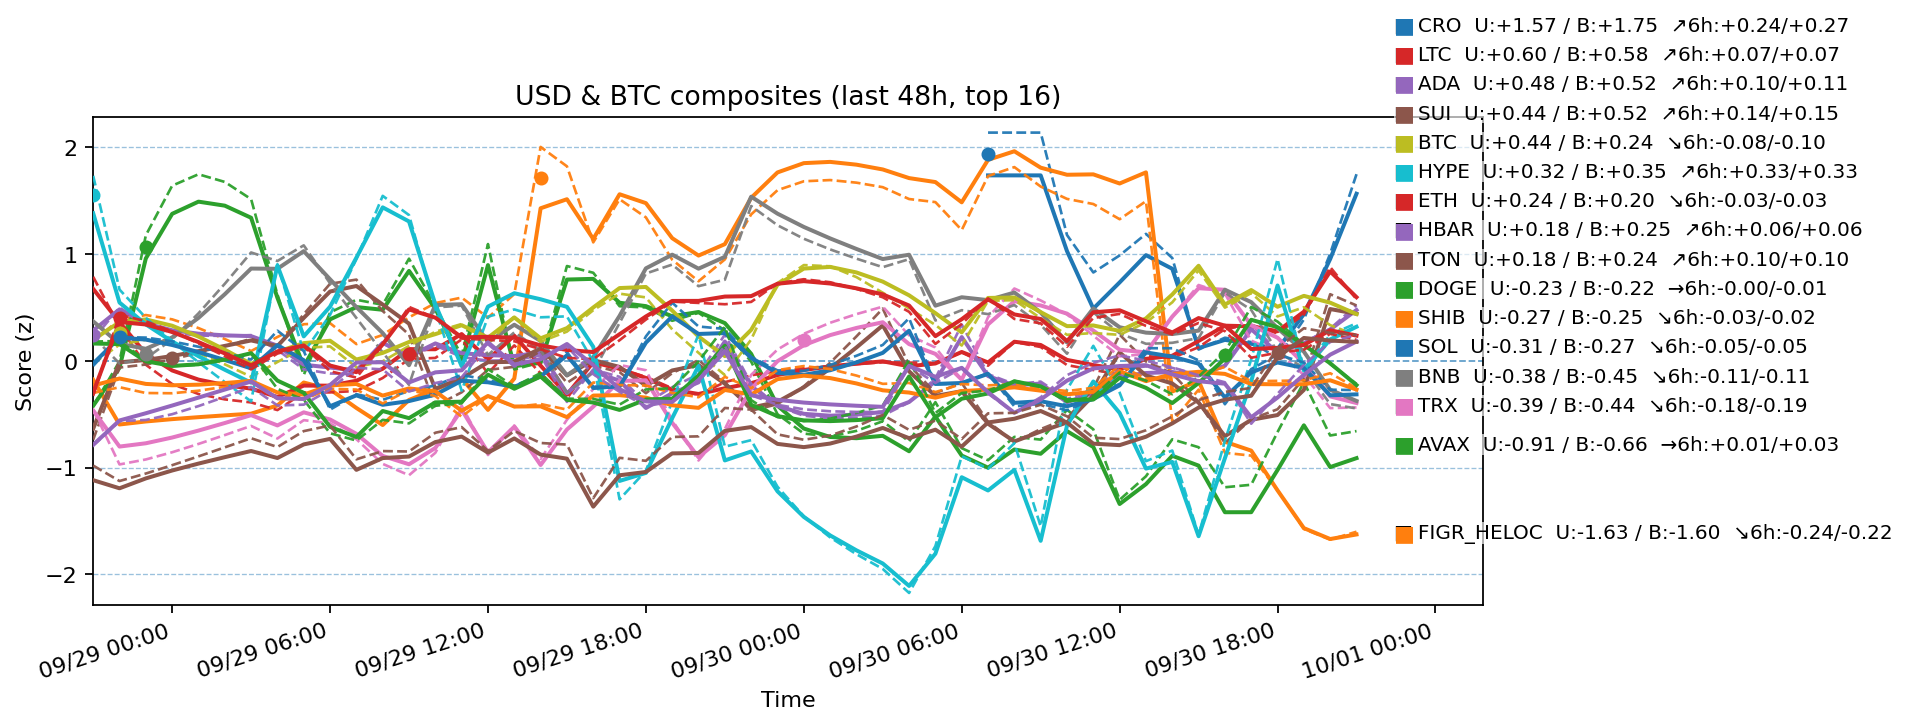 CRO U:+1.57 / B:+1.75 ↗6h:+0.24/+0.27
LTC U:+0.60 / B:+0.58 ↗6h:+0.07/+0.07
ADA U:+0.48 / B:+0.52 ↗6h:+0.10/+0.11
SUI U:+0.44 / B:+0.52 ↗6h:+0.14/+0.15
BTC U:+0.44 / B:+0.24 ↘6h:-0.08/-0.10
HYPE U:+0.32 / B:+0.35 ↗6h:+0.33/+0.33
ETH U:+0.24 / B:+0.20 ↘6h:-0.03/-0.03
HBAR U:+0.18 / B:+0.25 ↗6h:+0.06/+0.06
TON U:+0.18 / B:+0.24 ↗6h:+0.10/+0.10
DOGE U:-0.23 / B:-0.22 →6h:-0.00/-0.01
SHIB U:-0.27 / B:-0.25 ↘6h:-0.03/-0.02
SOL U:-0.31 / B:-0.27 ↘6h:-0.05/-0.05
BNB U:-0.38 / B:-0.45 ↘6h:-0.11/-0.11
TRX U:-0.39 / B:-0.44 ↘6h:-0.18/-0.19
AVAX U:-0.91 / B:-0.66 →6h:+0.01/+0.03
FIGR_HELOC U:-1.63 / B:-1.60 ↘6h:-0.24/-0.22
USD & BTC composites (last 48h, top 16)
Score (z)
2
1
0
−1
−2
09/29 00:00
09/29 06:00
09/29 12:00
09/29 18:00
09/30 00:00
09/30 06:00
09/30 12:00
09/30 18:00
10/01 00:00
Time